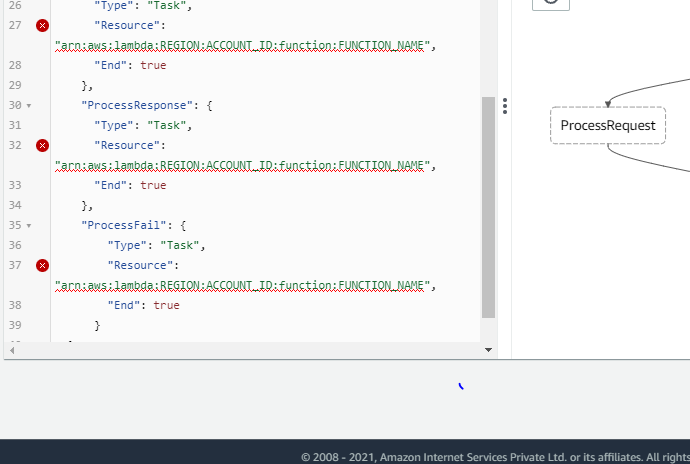 26 "Type": "Task",
27 "Resource":
"arn:aws:lambda:REGION:ACCOUNT_ID:function:FUNCTION_NAME",
28 "End": true
29 },
30 "ProcessResponse": {
31 "Type": "Task",
32 "Resource":
"arn:aws:lambda:REGION:ACCOUNT_ID:function:FUNCTION_NAME",
33 "End": true
34 },
35 "ProcessFail": {
36 "Type": "Task",
37 "Resource":
"arn:aws:lambda:REGION:ACCOUNT_ID:function:FUNCTION_NAME",
38 "End": true
39 }
ProcessRequest
© 2008 - 2021, Amazon Internet Services Private Ltd. or its affiliates. All rights